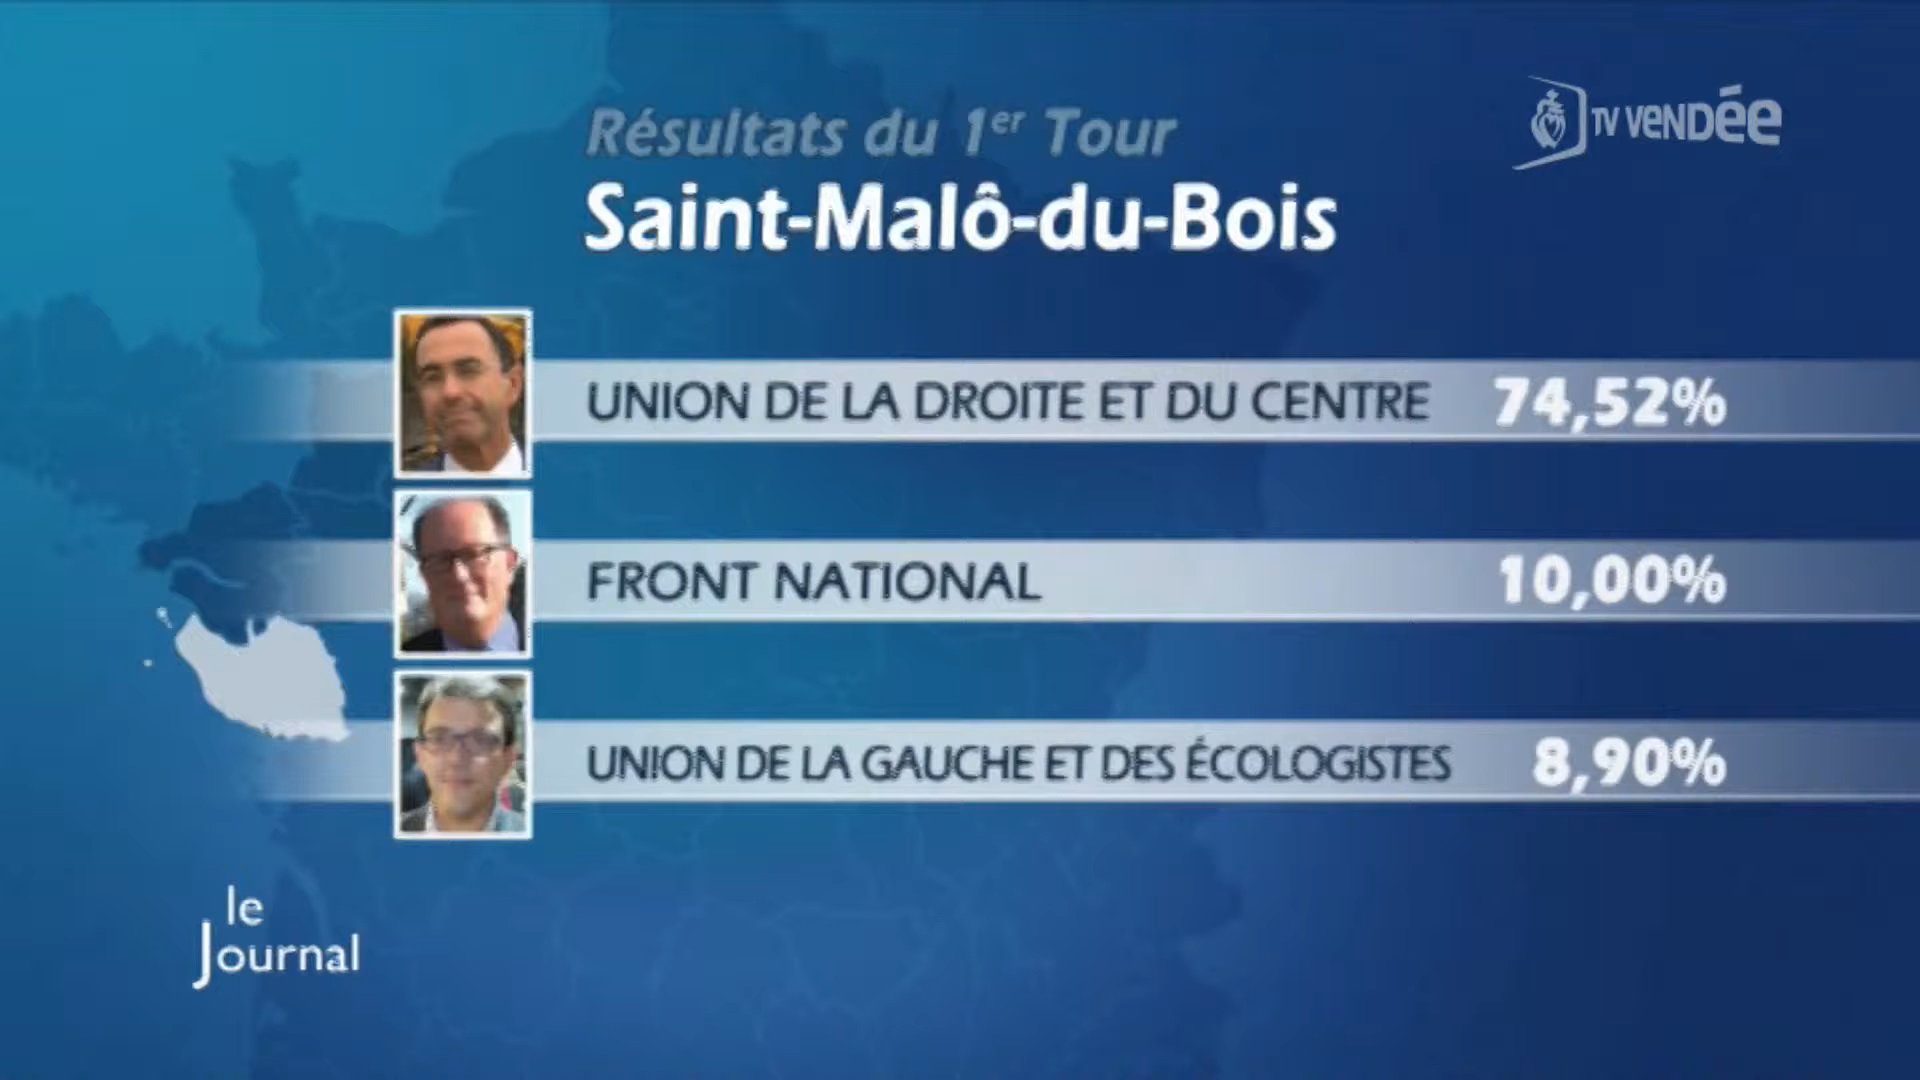 Résultats du 1er Tour
TV VENDÉE
Saint-Malô-du-Bois
UNION DE LA DROITE ET DU CENTRE 74,52%
FRONT NATIONAL 10,00%
UNION DE LA GAUCHE ET DES ÉCOLOGISTES 8,90%
le
Journal